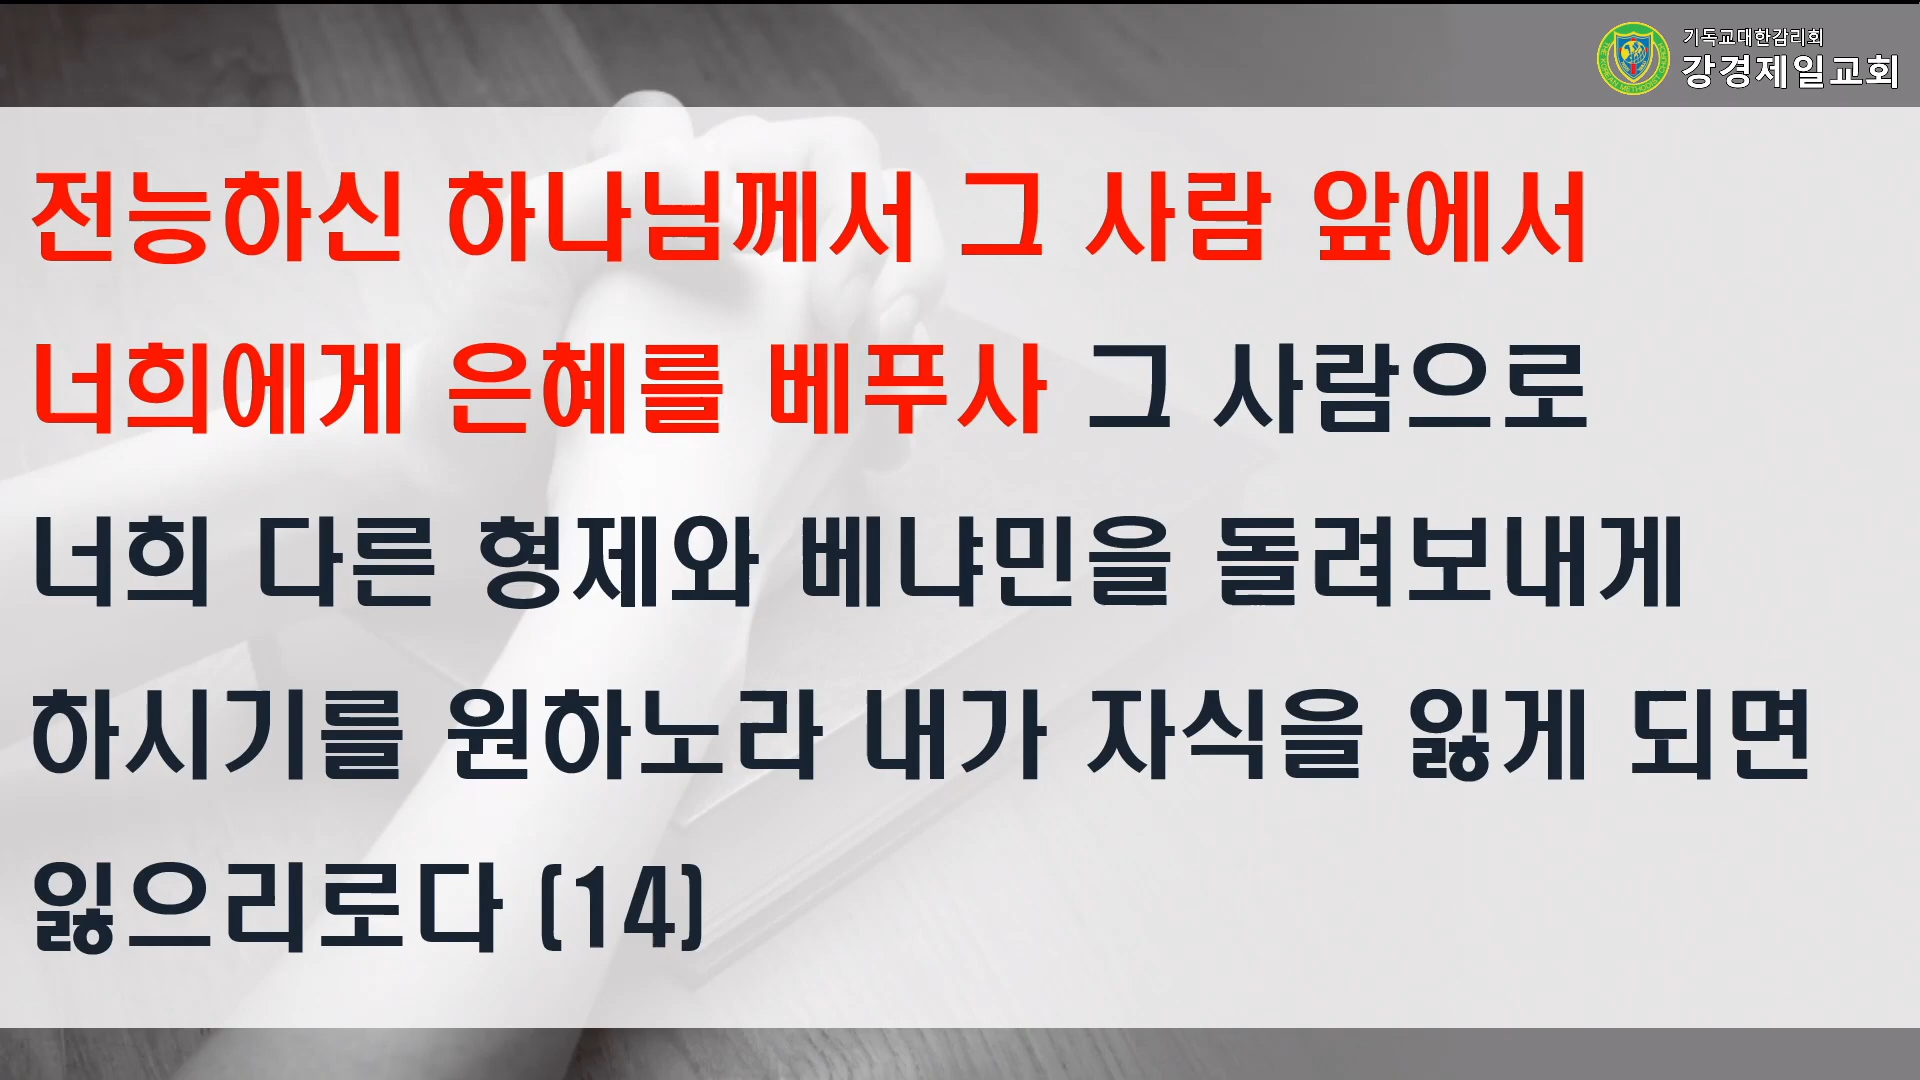 기독교대한감리회
강경제일교회
전능하신 하나님께서 그 사람 앞에서
너희에게 은혜를 베푸사 그 사람으로
너희 다른 형제와 베냐민을 돌려보내게
하시기를 원하노라 내가 자식을 잃게 되면
잃으리로다 (14)